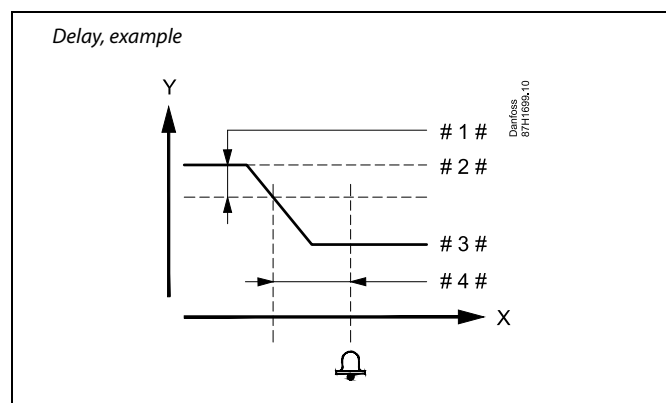 Delay, example
Y
# 1 #
# 2 #
# 3 #
# 4 #
X
Danfoss
87H1699.10